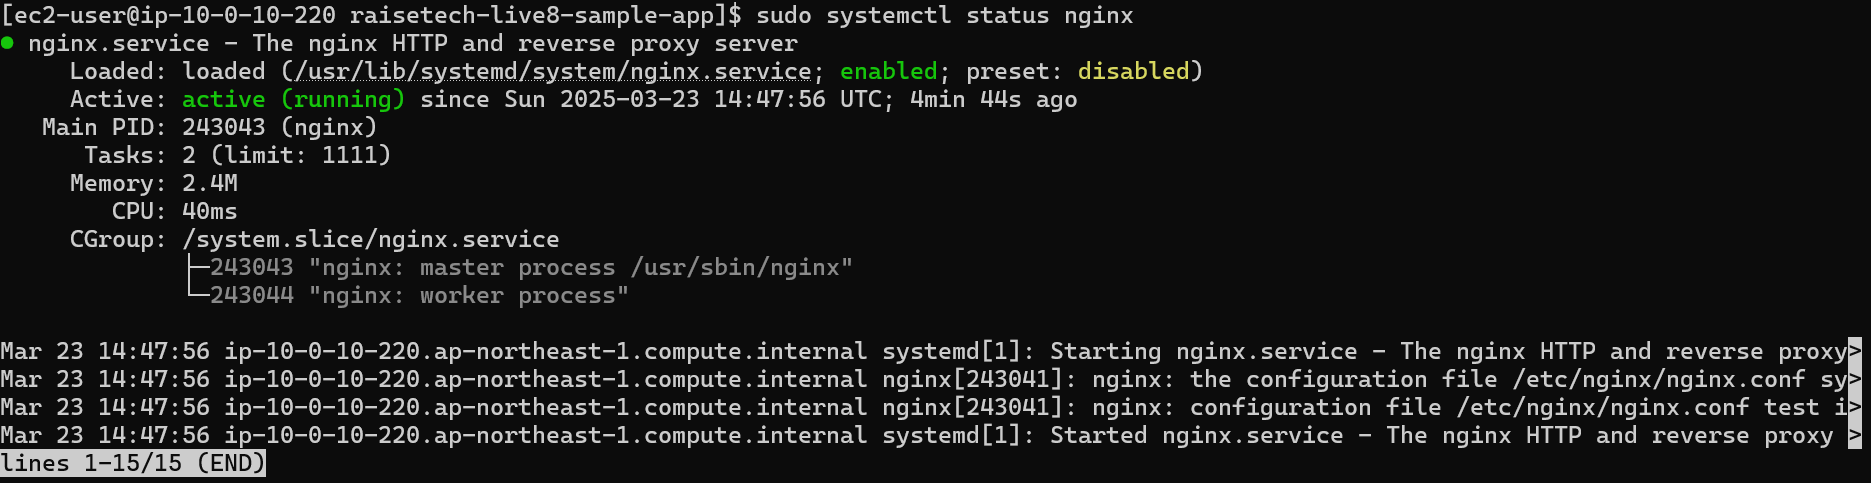 [ec2-user@ip-10-0-10-220 raisetech-live8-sample-app]$ sudo systemctl status nginx
● nginx.service - The nginx HTTP and reverse proxy server
     Loaded: loaded (/usr/lib/systemd/system/nginx.service; enabled; preset: disabled)
     Active: active (running) since Sun 2025-03-23 14:47:56 UTC; 4min 44s ago
   Main PID: 243043 (nginx)
      Tasks: 2 (limit: 1111)
     Memory: 2.4M
        CPU: 40ms
     CGroup: /system.slice/nginx.service
             ├─243043 "nginx: master process /usr/sbin/nginx"
             └─243044 "nginx: worker process"
Mar 23 14:47:56 ip-10-0-10-220.ap-northeast-1.compute.internal systemd[1]: Starting nginx.service - The nginx HTTP and reverse proxy>
Mar 23 14:47:56 ip-10-0-10-220.ap-northeast-1.compute.internal nginx[243041]: nginx: the configuration file /etc/nginx/nginx.conf sy>
Mar 23 14:47:56 ip-10-0-10-220.ap-northeast-1.compute.internal nginx[243041]: nginx: configuration file /etc/nginx/nginx.conf test i>
Mar 23 14:47:56 ip-10-0-10-220.ap-northeast-1.compute.internal systemd[1]: Started nginx.service - The nginx HTTP and reverse proxy >
lines 1-15/15 (END)